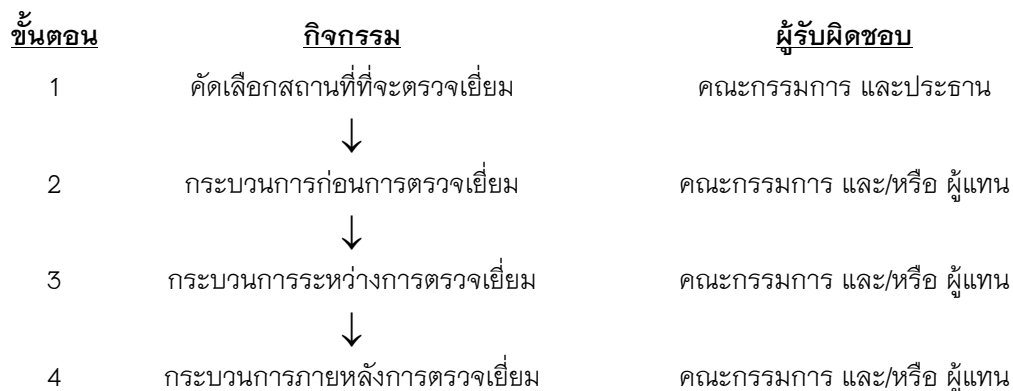 ขั้นตอน กิจกรรม ผู้รับผิดชอบ
1 คัดเลือกสถานที่ที่จะตรวจเยี่ยม คณะกรรมการ และประธาน
↓
2 กระบวนการก่อนการตรวจเยี่ยม คณะกรรมการ และ/หรือ ผู้แทน
↓
3 กระบวนการระหว่างการตรวจเยี่ยม คณะกรรมการ และ/หรือ ผู้แทน
↓
4 กระบวนการภายหลังการตรวจเยี่ยม คณะกรรมการ และ/หรือ ผู้แทน